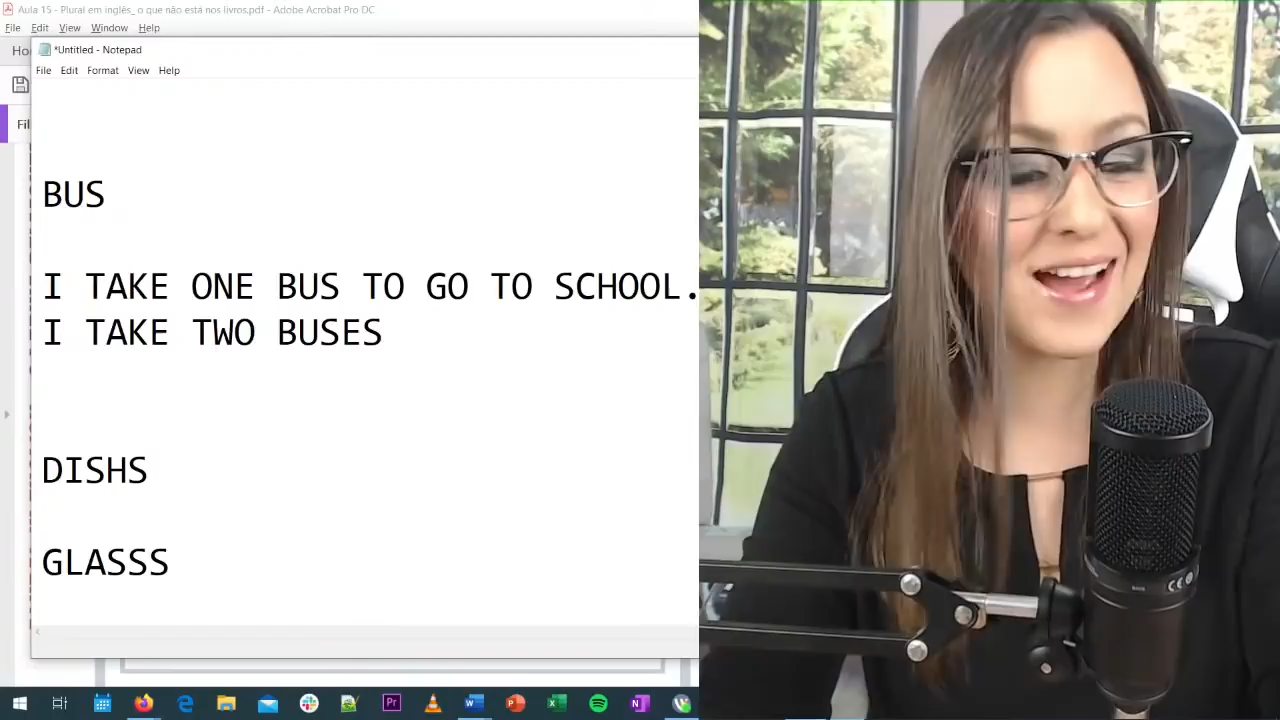 Aula 15 - Plural em inglês_ o que não está nos livros.pdf - Adobe Acrobat Pro DC
File Edit View Window Help
Ho
*Untitled - Notepad
File Edit Format View Help
Fil
BUS
I TAKE ONE BUS TO GO TO SCHOOL.
I TAKE TWO BUSES
DISHS
GLASSS